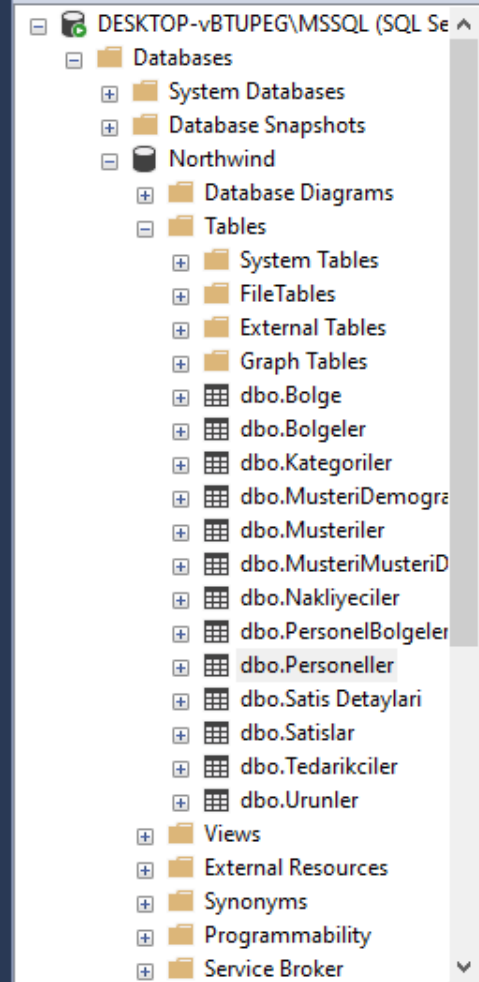 DESKTOP-vBTUPEG\MSSQL (SQL Se
Databases
System Databases
Database Snapshots
Northwind
Database Diagrams
Tables
System Tables
FileTables
External Tables
Graph Tables
dbo.Bolge
dbo.Bolgeler
dbo.Kategoriler
dbo.MusteriDemogra
dbo.Musteriler
dbo.MusteriMusteriD
dbo.Nakliyeciler
dbo.PersonelBolgeler
dbo.Personeller
dbo.Satis Detaylari
dbo.Satislar
dbo.Tedarikciler
dbo.Urunler
Views
External Resources
Synonyms
Programmability
Service Broker